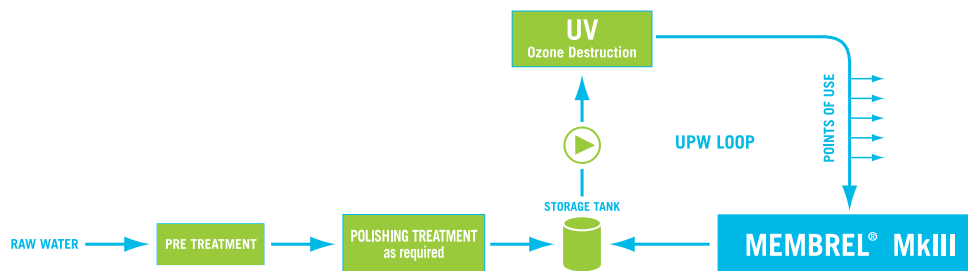 UV
Ozone Destruction
POINTS OF USE
UPW LOOP
STORAGE TANK
RAW WATER
PRE TREATMENT
POLISHING TREATMENT
as required
MEMBREL® MkIII